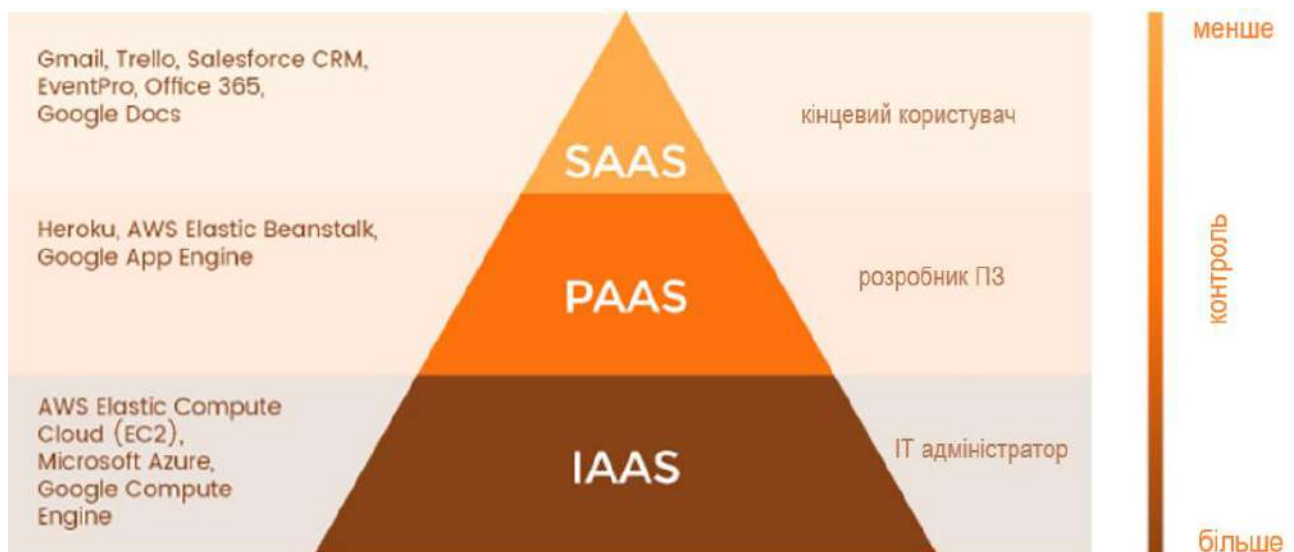 Gmail, Trello, Salesforce CRM,
EventPro, Office 365,
Google Docs
SAAS
кінцевий користувач
Heroku, AWS Elastic Beanstalk,
Google App Engine
PAAS
розробник ПЗ
AWS Elastic Compute
Cloud (EC2),
Microsoft Azure,
Google Compute
Engine
IAAS
ІТ адміністратор
менше
контроль
більше